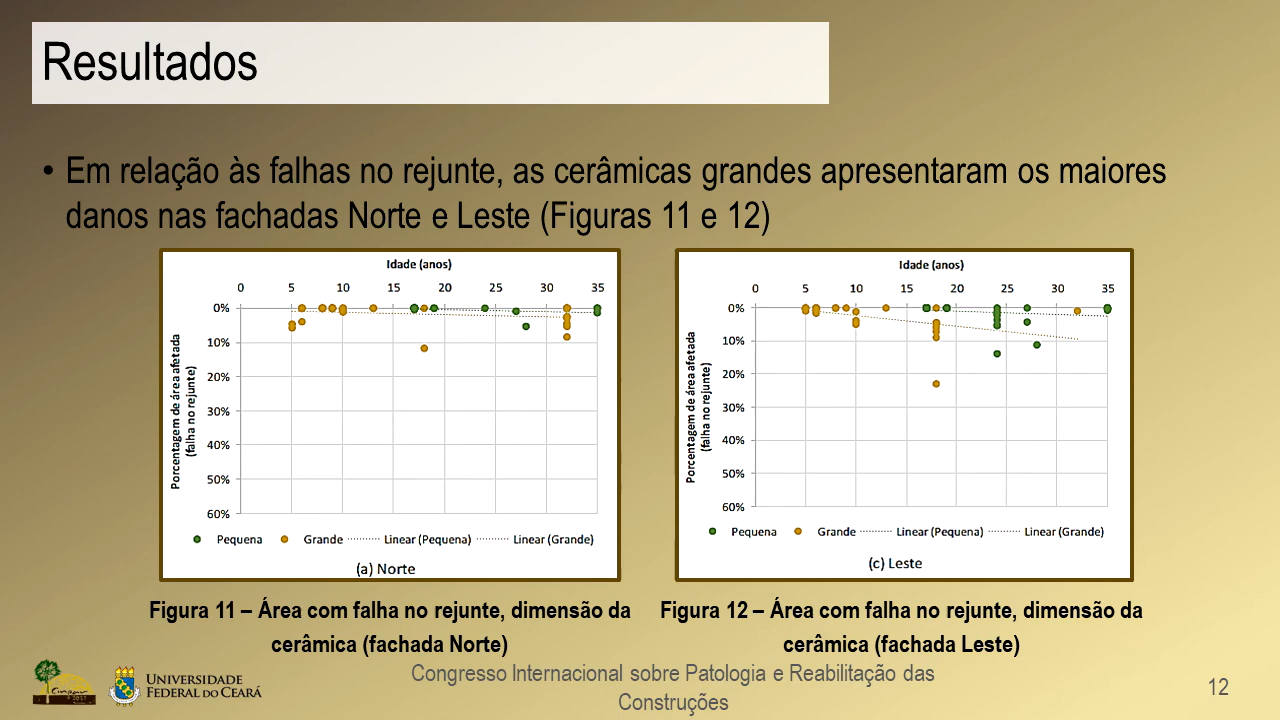 Resultados
• Em relação às falhas no rejunte, as cerâmicas grandes apresentaram os maiores
danos nas fachadas Norte e Leste (Figuras 11 e 12)
Idade (anos)
0 5 10 15 20 25 30 35
0%
10%
20%
30%
40%
50%
60%
Porcentagem de área afetada
(falha no rejunte)
Pequena Grande Linear (Pequena) Linear (Grande)
(a) Norte
Idade (anos)
0 5 10 15 20 25 30 35
0%
10%
20%
30%
40%
50%
60%
Porcentagem de área afetada
(falha no rejunte)
Pequena Grande Linear (Pequena) Linear (Grande)
(c) Leste
Figura 11 – Área com falha no rejunte, dimensão da
cerâmica (fachada Norte)
Figura 12 – Área com falha no rejunte, dimensão da
cerâmica (fachada Leste)
UNIVERSIDADE
FEDERAL DO CEARÁ
Congresso Internacional sobre Patologia e Reabilitação das
Construções
12